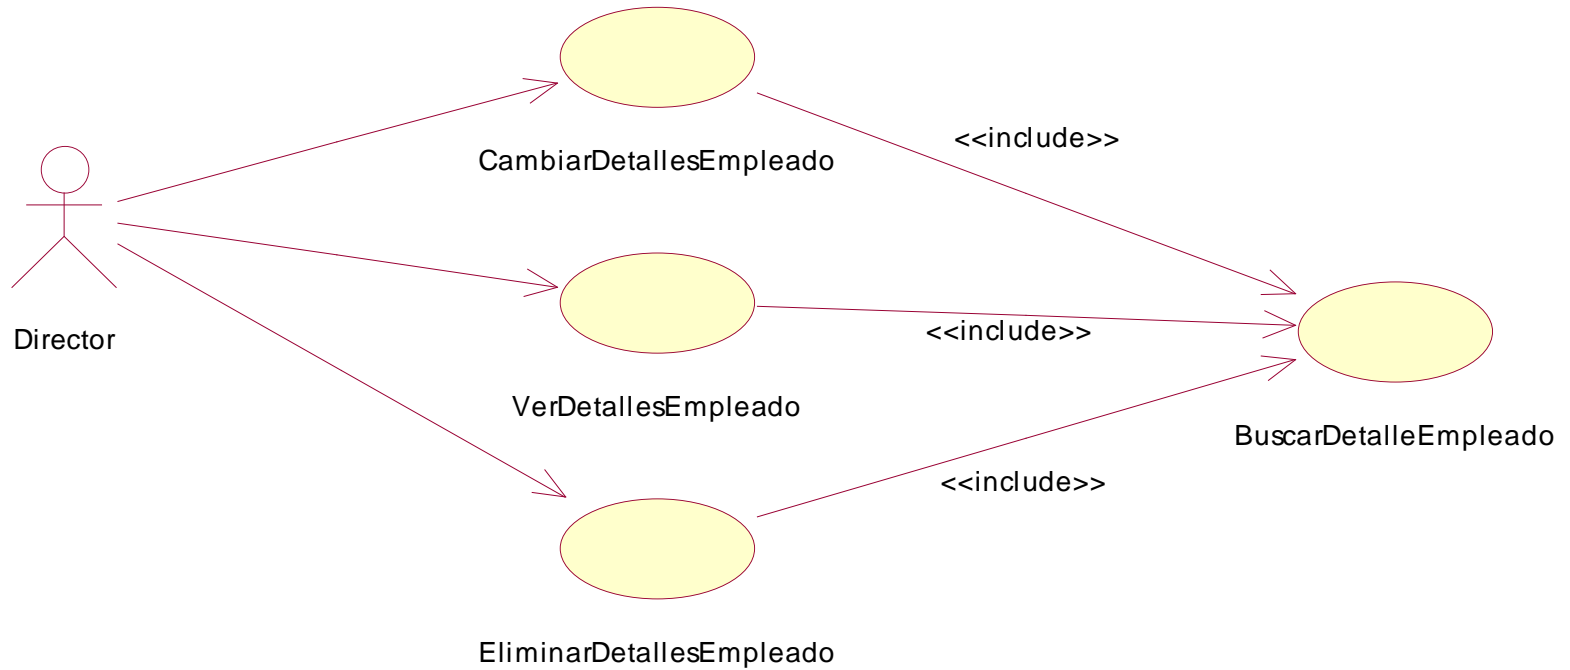 <<include>>
CambiarDetallesEmpleado
Director
<<include>>
VerDetallesEmpleado
BuscarDetalleEmpleado
<<include>>
EliminarDetallesEmpleado